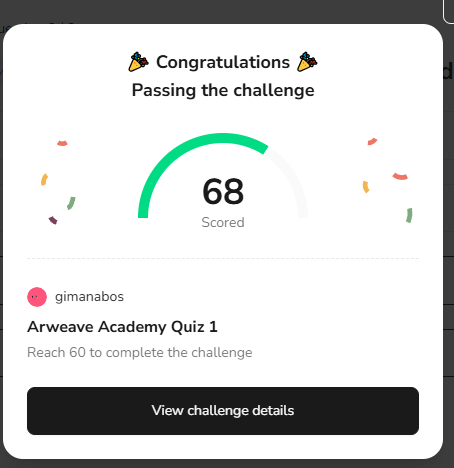 Congratulations
Passing the challenge
68
Scored
gimanabos
Arweave Academy Quiz 1
Reach 60 to complete the challenge
View challenge details